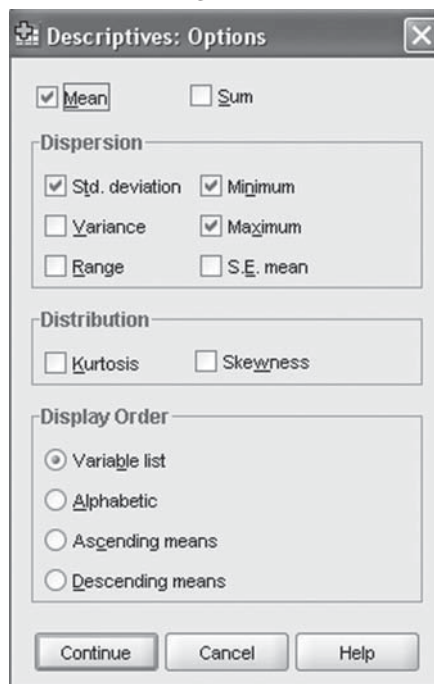 Descriptives: Options
Mean Sum
Dispersion
Std. deviation Minimum
Variance Maximum
Range S.E. mean
Distribution
Kurtosis Skewness
Display Order
Variable list
Alphabetic
Ascending means
Descending means
Continue Cancel Help